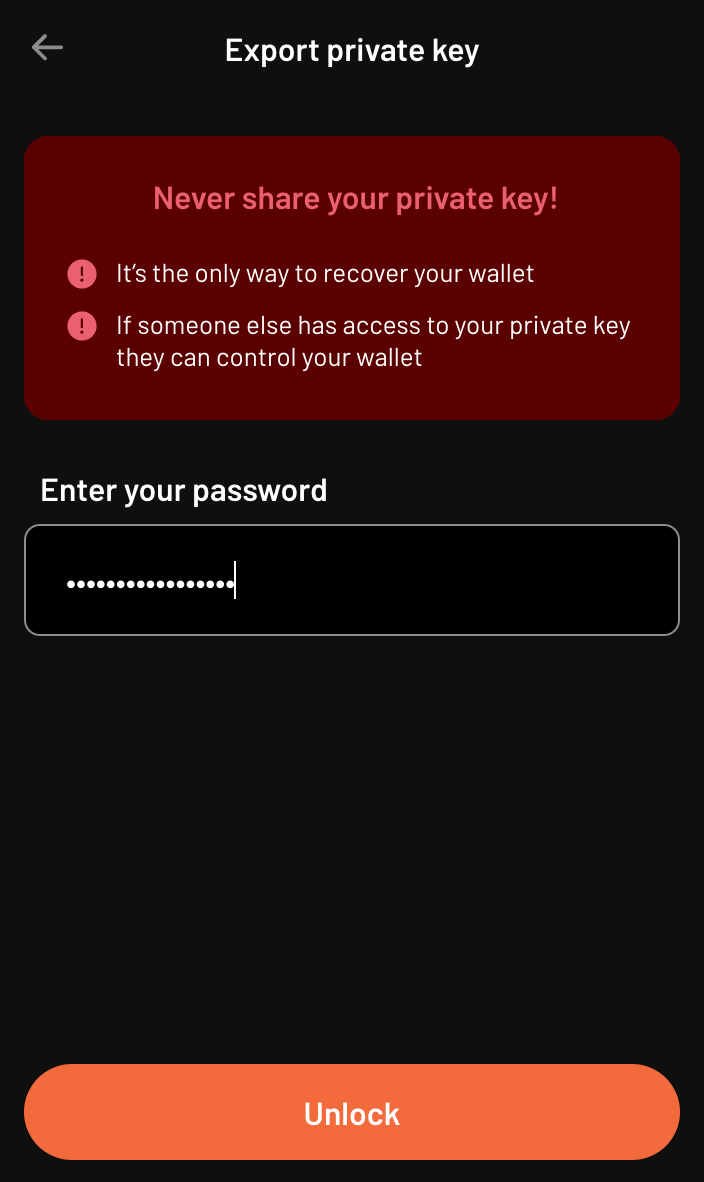 Export private key
Never share your private key!
It’s the only way to recover your wallet
If someone else has access to your private key
they can control your wallet
Enter your password
•••••••••••••••••
Unlock